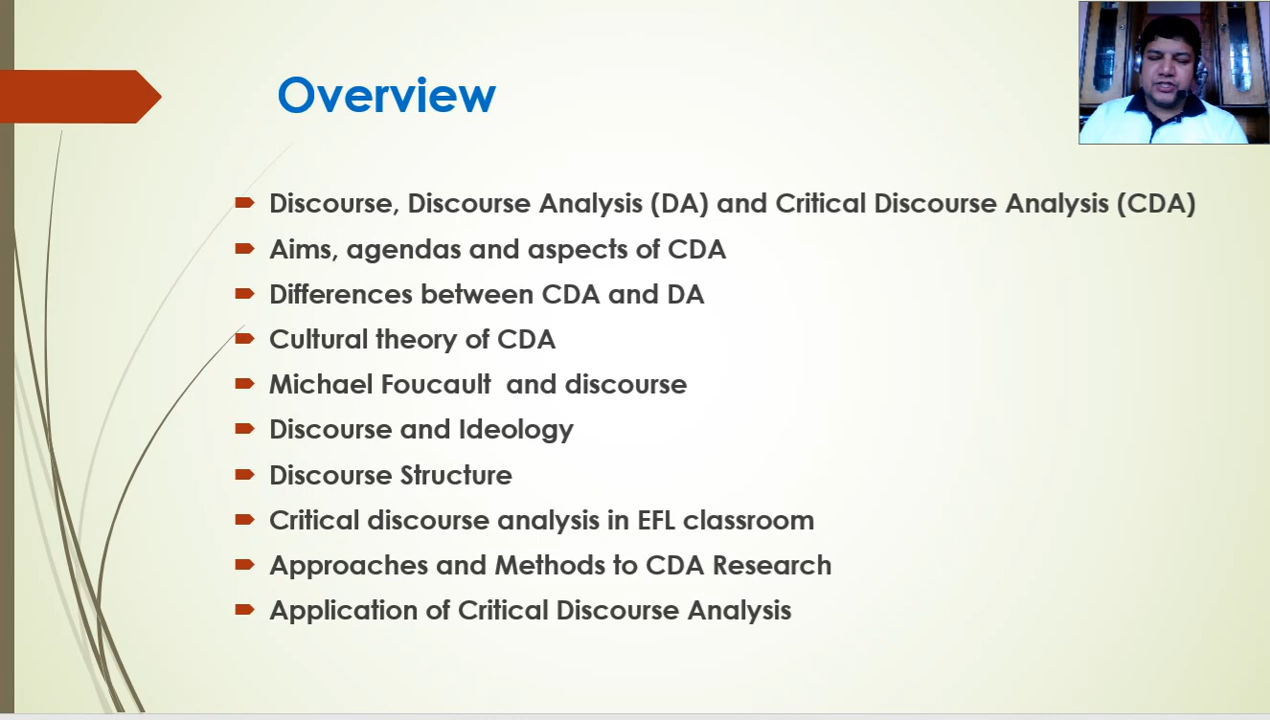 Overview
Discourse, Discourse Analysis (DA) and Critical Discourse Analysis (CDA)
Aims, agendas and aspects of CDA
Differences between CDA and DA
Cultural theory of CDA
Michael Foucault  and discourse
Discourse and Ideology
Discourse Structure
Critical discourse analysis in EFL classroom
Approaches and Methods to CDA Research
Application of Critical Discourse Analysis